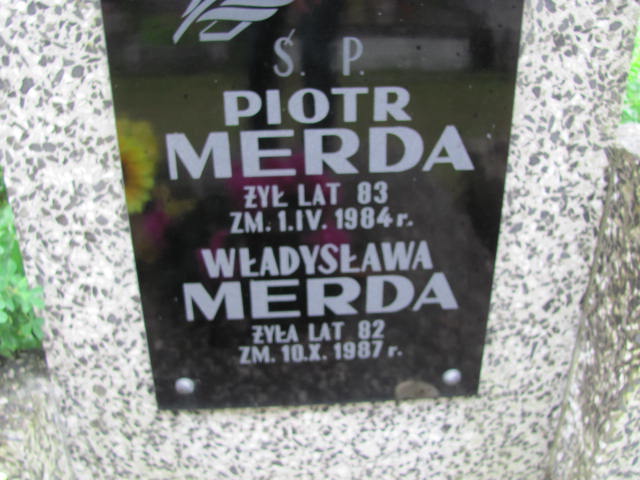 Ś. P.
PIOTR
MERDA
ŻYŁ LAT 83
ZM. 1.IV. 1984 r.
WŁADYSŁAWA
MERDA
ŻYŁA LAT 82
ZM. 10.X. 1987 r.